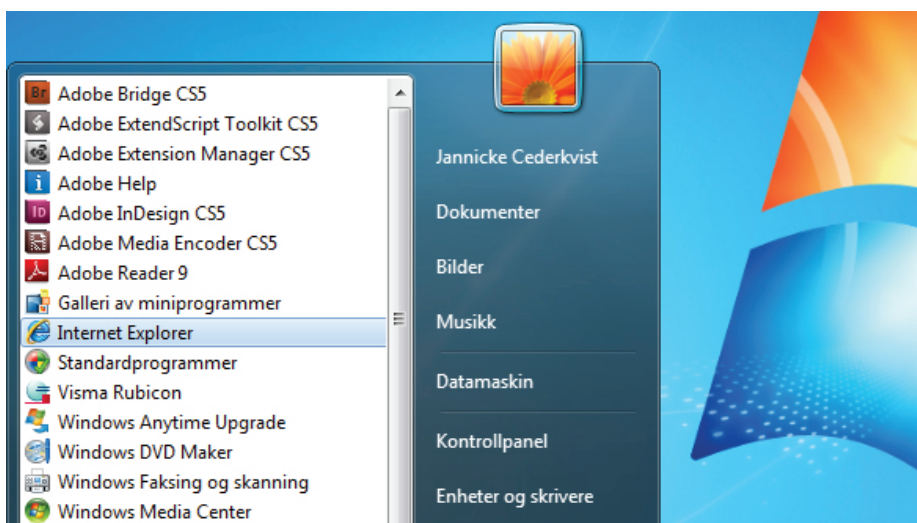 Br Adobe Bridge CS5
Adobe ExtendScript Toolkit CS5
Adobe Extension Manager CS5
i Adobe Help
ID Adobe InDesign CS5
Adobe Media Encoder CS5
Adobe Reader 9
Galleri av miniprogrammer
Internet Explorer
Standardprogrammer
Visma Rubicon
Windows Anytime Upgrade
Windows DVD Maker
Windows Faksing og skanning
Windows Media Center
Jannicke Cederkvist
Dokumenter
Bilder
Musikk
Datamaskin
Kontrollpanel
Enheter og skrivere